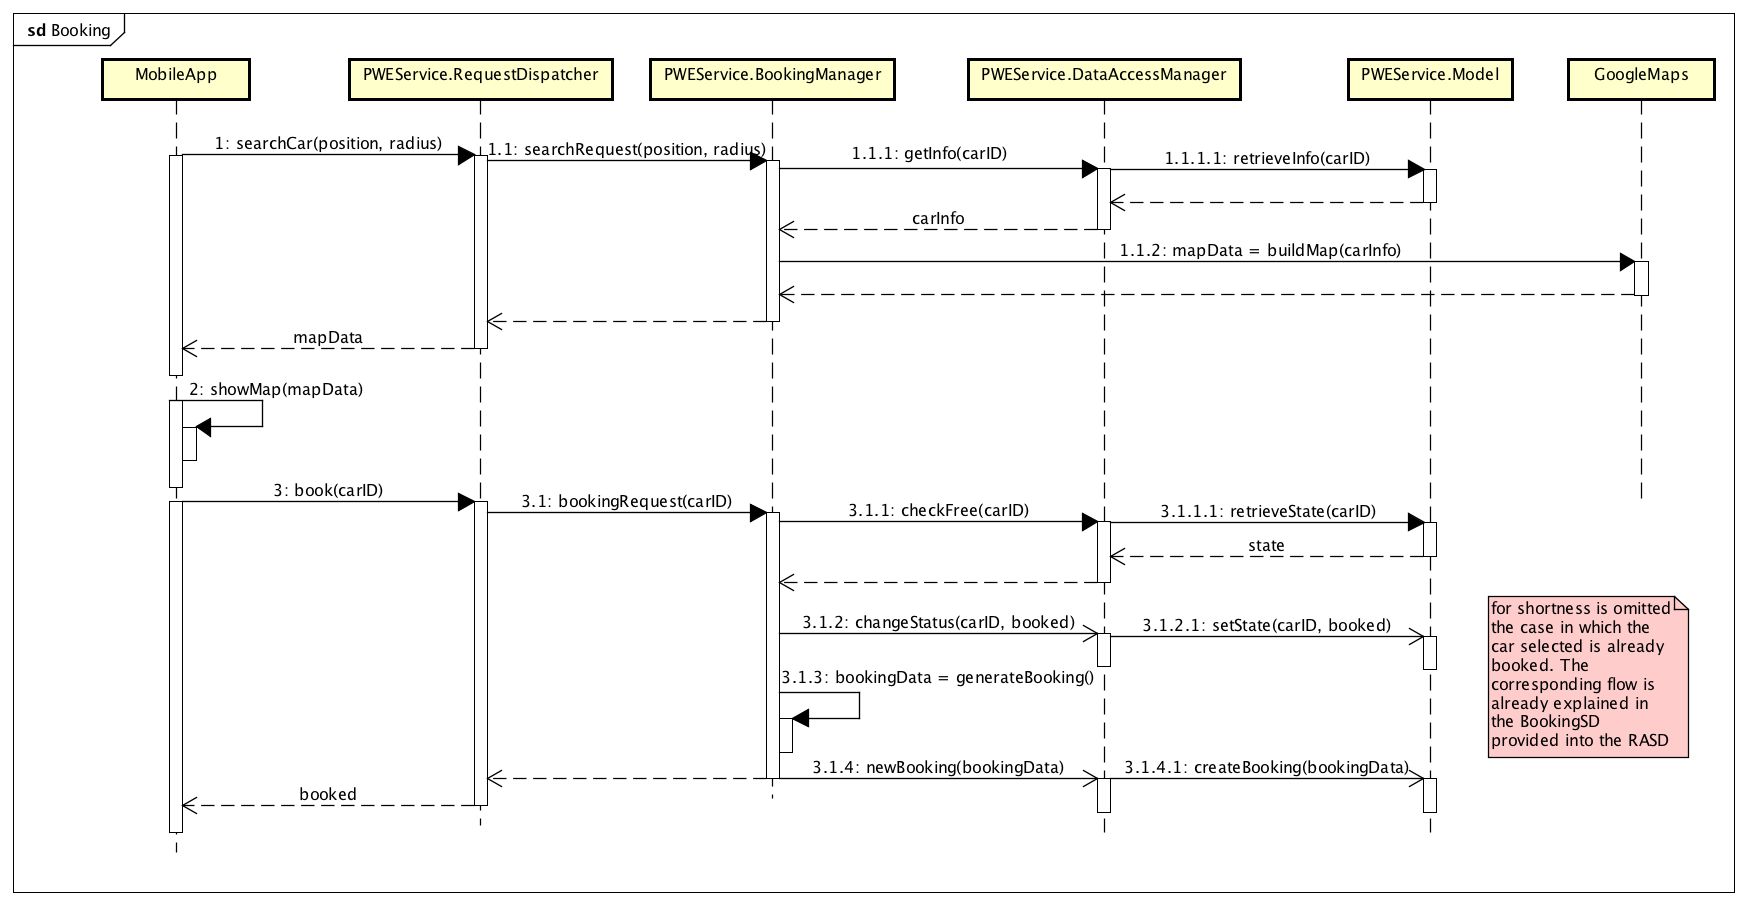 sd Booking
MobileApp
PWEService.RequestDispatcher
PWEService.BookingManager
PWEService.DataAccessManager
PWEService.Model
GoogleMaps
1: searchCar(position, radius)
1.1: searchRequest(position, radius)
1.1.1: getInfo(carID)
1.1.1.1: retrieveInfo(carID)
carInfo
1.1.2: mapData = buildMap(carInfo)
mapData
2: showMap(mapData)
3: book(carID)
3.1: bookingRequest(carID)
3.1.1: checkFree(carID)
3.1.1.1: retrieveState(carID)
state
3.1.2: changeStatus(carID, booked)
3.1.2.1: setState(carID, booked)
for shortness is omitted
the case in which the
car selected is already
booked. The
corresponding flow is
already explained in
the BookingSD
provided into the RASD
3.1.3: bookingData = generateBooking()
3.1.4: newBooking(bookingData)
3.1.4.1: createBooking(bookingData)
booked